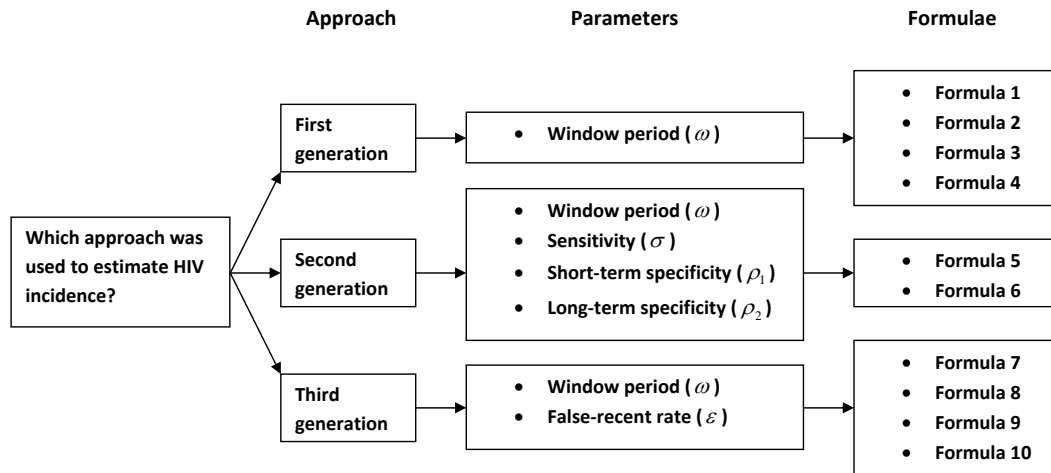 Approach
Parameters
Formulae
Which approach was
used to estimate HIV
incidence?
First
generation
• Window period ( ω )
• Formula 1
• Formula 2
• Formula 3
• Formula 4
Second
generation
• Window period ( ω )
• Sensitivity ( σ )
• Short-term specificity ( ρ₁ )
• Long-term specificity ( ρ₂ )
• Formula 5
• Formula 6
Third
generation
• Window period ( ω )
• False-recent rate ( ε )
• Formula 7
• Formula 8
• Formula 9
• Formula 10